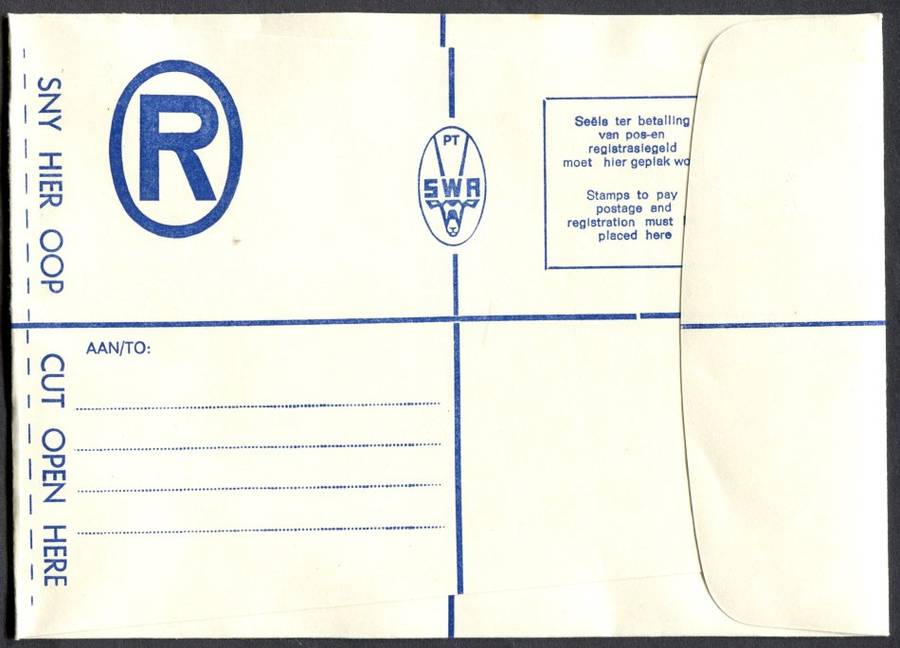 SNY HIER OOP
CUT OPEN HERE
R
PT
SWA
Seëls ter betalling
van pos-en
registrasiegeld
moet hier geplak
Stamps to pay
postage and
registration must
placed here
AAN/TO: